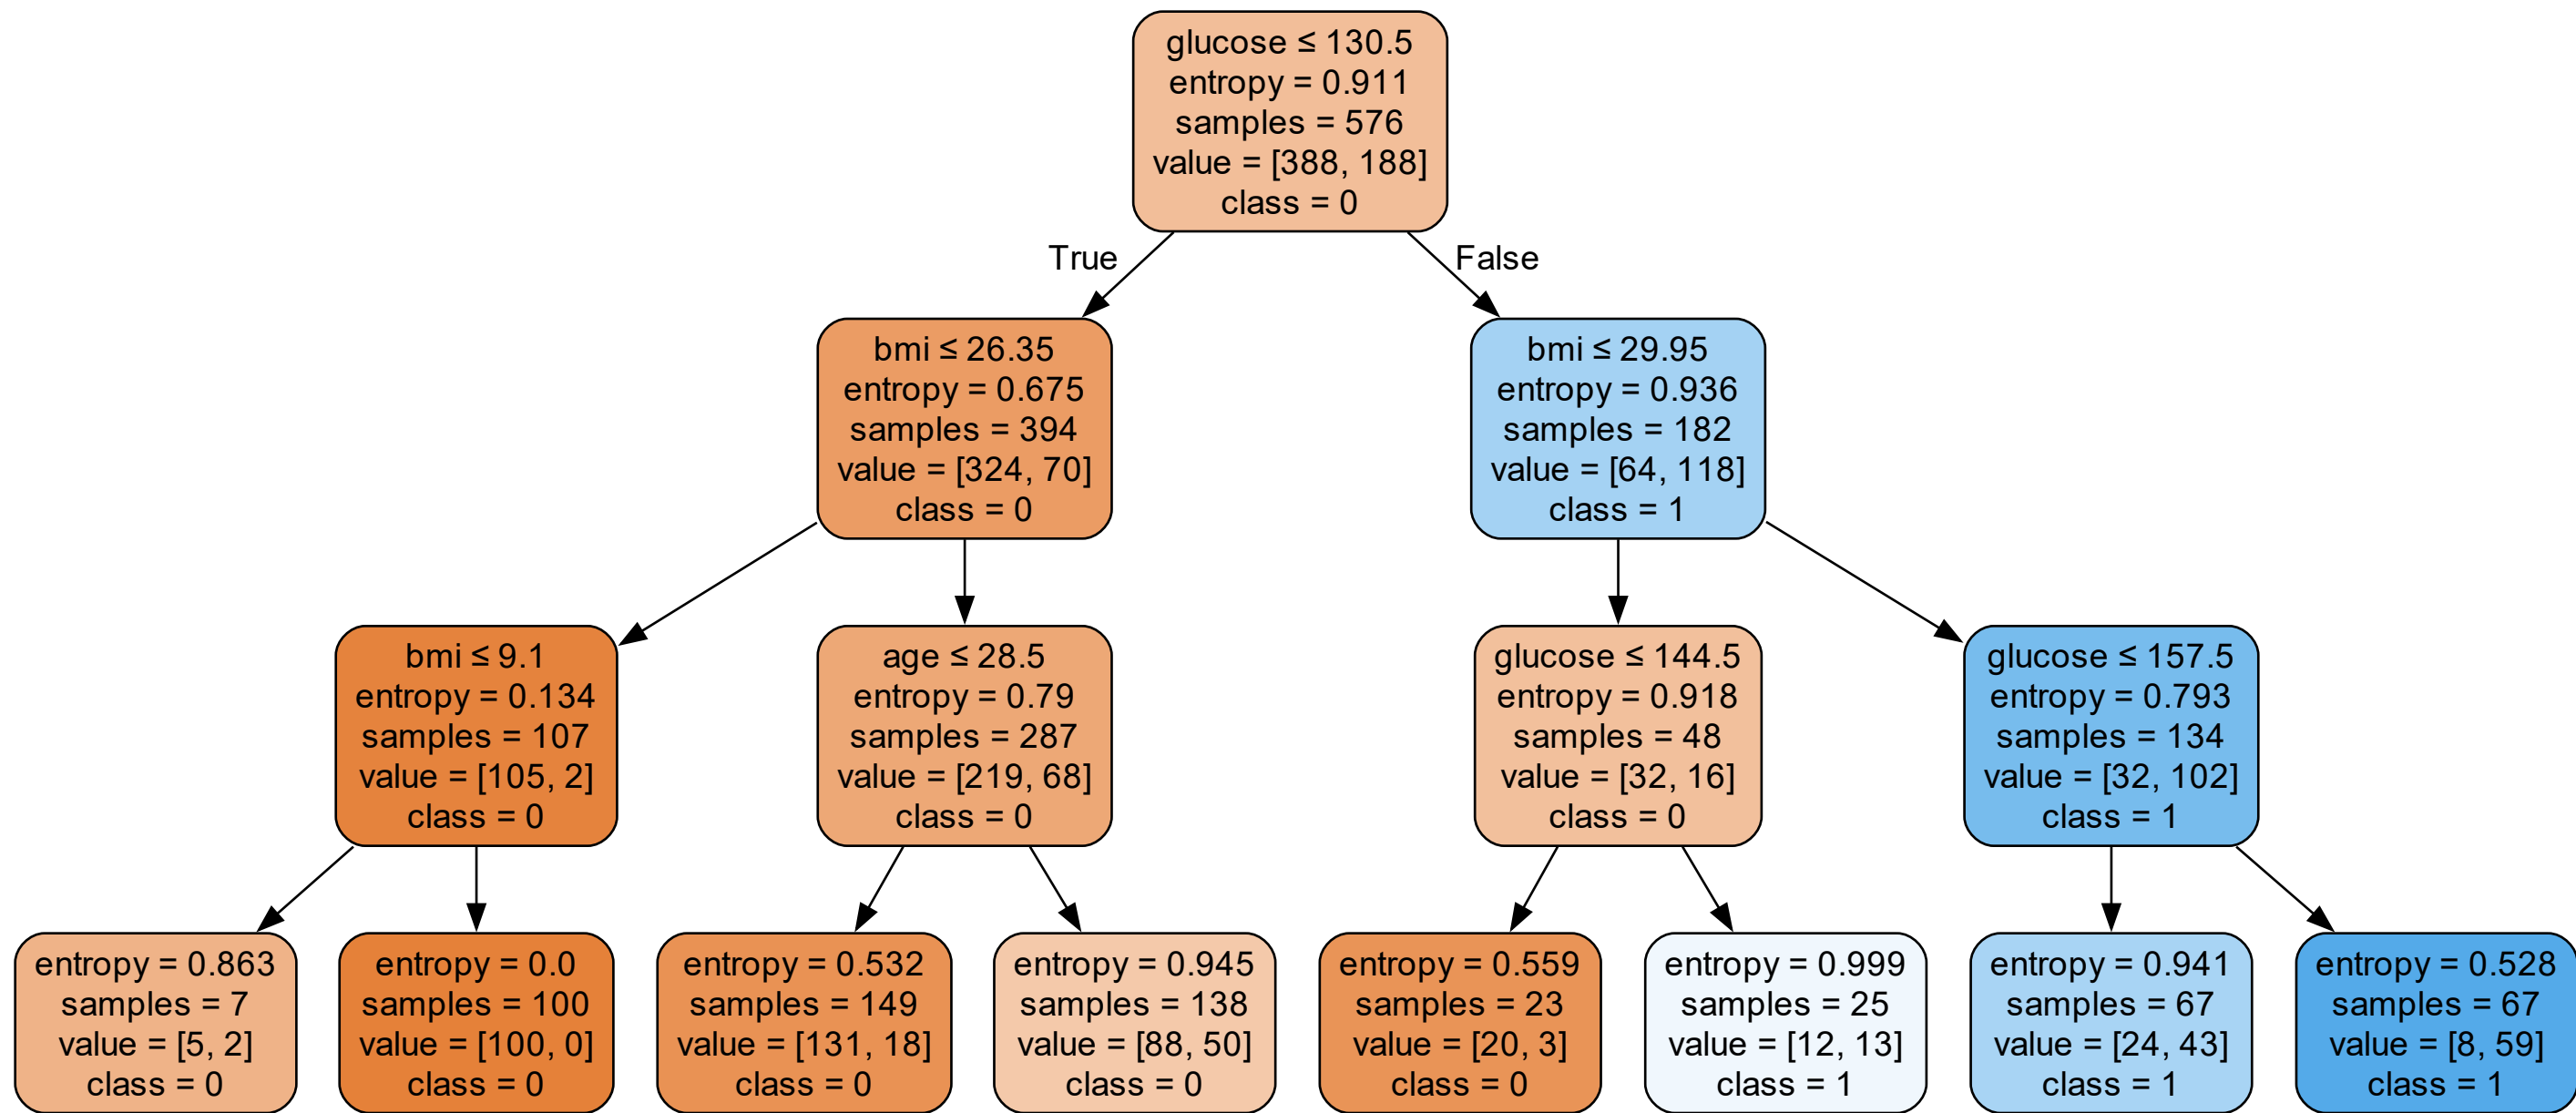 glucose ≤ 130.5
entropy = 0.911
samples = 576
value = [388, 188]
class = 0
True
False
bmi ≤ 26.35
entropy = 0.675
samples = 394
value = [324, 70]
class = 0
bmi ≤ 29.95
entropy = 0.936
samples = 182
value = [64, 118]
class = 1
bmi ≤ 9.1
entropy = 0.134
samples = 107
value = [105, 2]
class = 0
age ≤ 28.5
entropy = 0.79
samples = 287
value = [219, 68]
class = 0
glucose ≤ 144.5
entropy = 0.918
samples = 48
value = [32, 16]
class = 0
glucose ≤ 157.5
entropy = 0.793
samples = 134
value = [32, 102]
class = 1
entropy = 0.863
samples = 7
value = [5, 2]
class = 0
entropy = 0.0
samples = 100
value = [100, 0]
class = 0
entropy = 0.532
samples = 149
value = [131, 18]
class = 0
entropy = 0.945
samples = 138
value = [88, 50]
class = 0
entropy = 0.559
samples = 23
value = [20, 3]
class = 0
entropy = 0.999
samples = 25
value = [12, 13]
class = 1
entropy = 0.941
samples = 67
value = [24, 43]
class = 1
entropy = 0.528
samples = 67
value = [8, 59]
class = 1